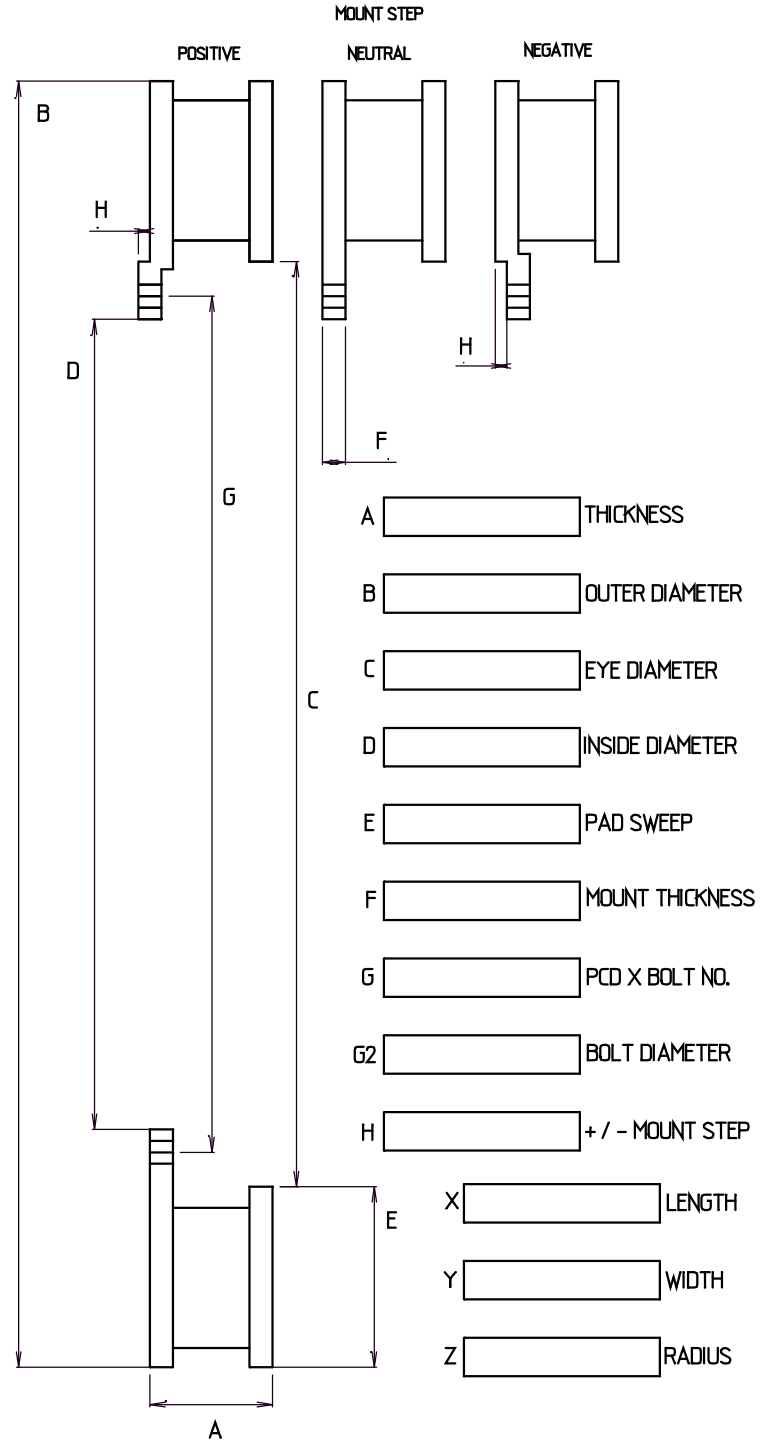 MOUNT STEP
POSITIVE NEUTRAL NEGATIVE
B
H
H
D
F
G
A THICKNESS
B OUTER DIAMETER
C EYE DIAMETER
C
D INSIDE DIAMETER
E PAD SWEEP
F MOUNT THICKNESS
G PCD X BOLT NO.
G2 BOLT DIAMETER
H + / - MOUNT STEP
X LENGTH
E
Y WIDTH
Z RADIUS
A